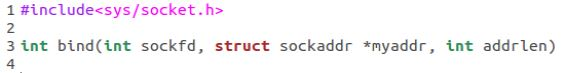 1 #include<sys/socket.h>
2
3 int bind(int sockfd, struct sockaddr *myaddr, int addrlen)
4